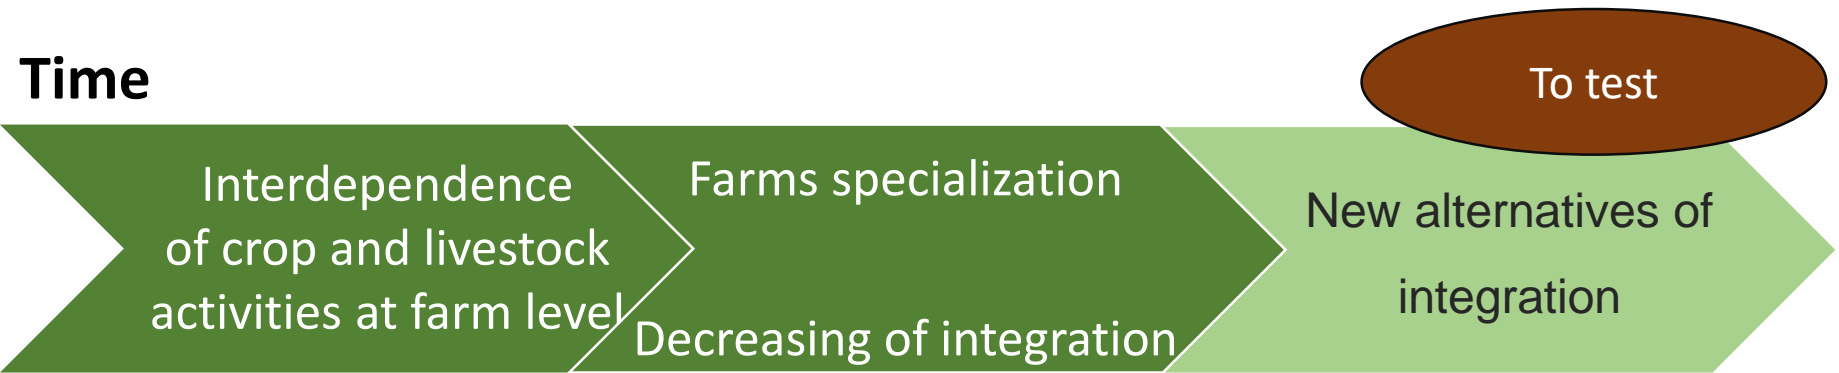 Time
To test
Interdependence
of crop and livestock
activities at farm level
Farms specialization
Decreasing of integration
New alternatives of
integration